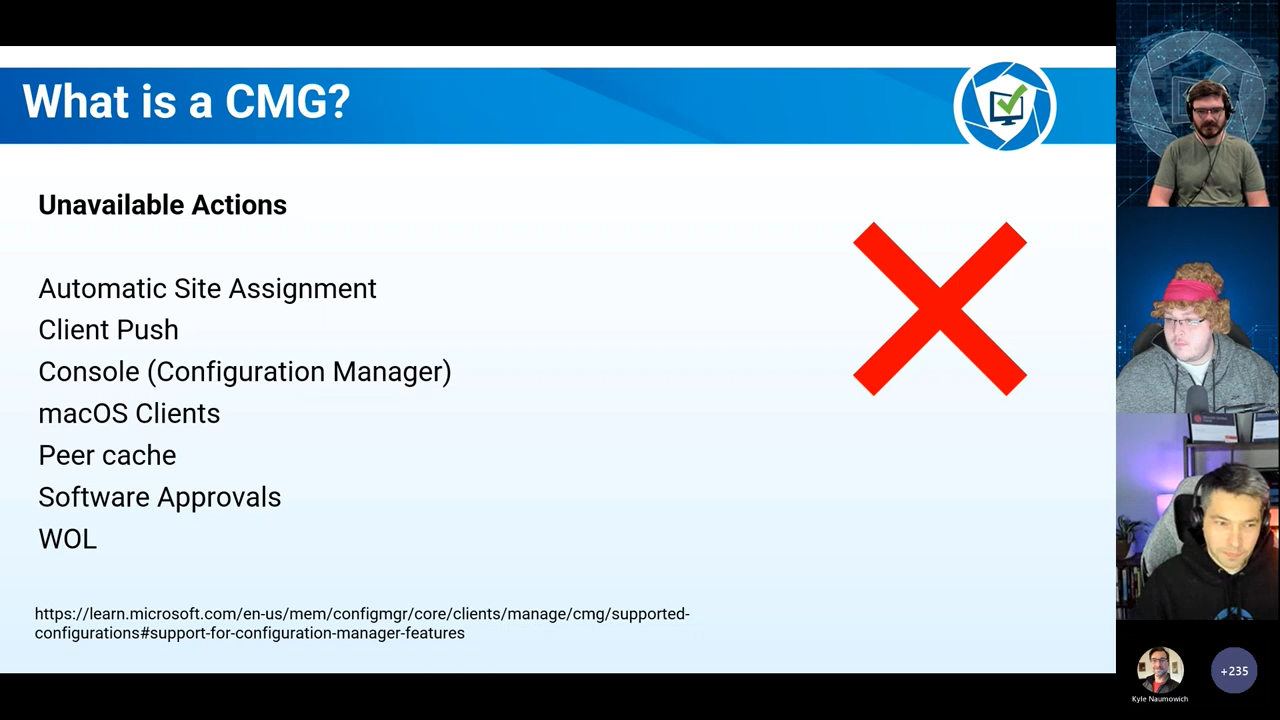 What is a CMG?
Unavailable Actions
Automatic Site Assignment
Client Push
Console (Configuration Manager)
macOS Clients
Peer cache
Software Approvals
WOL
https://learn.microsoft.com/en-us/mem/configmgr/core/clients/manage/cmg/supported-
configurations#support-for-configuration-manager-features
Kyle Naumowich
+235